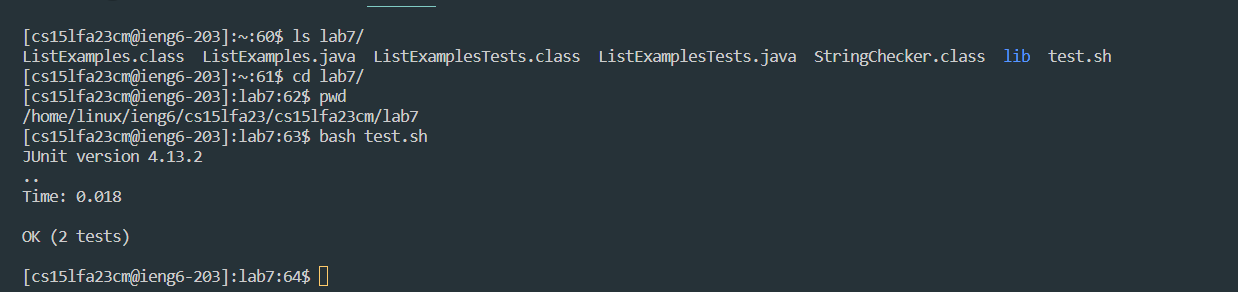 [cs15lfa23cm@ieng6-203]:~:60$ ls lab7/
ListExamples.class  ListExamples.java  ListExamplesTests.class  ListExamplesTests.java  StringChecker.class  lib  test.sh
[cs15lfa23cm@ieng6-203]:~:61$ cd lab7/
[cs15lfa23cm@ieng6-203]:lab7:62$ pwd
/home/linux/ieng6/cs15lfa23/cs15lfa23cm/lab7
[cs15lfa23cm@ieng6-203]:lab7:63$ bash test.sh
JUnit version 4.13.2
..
Time: 0.018
OK (2 tests)
[cs15lfa23cm@ieng6-203]:lab7:64$